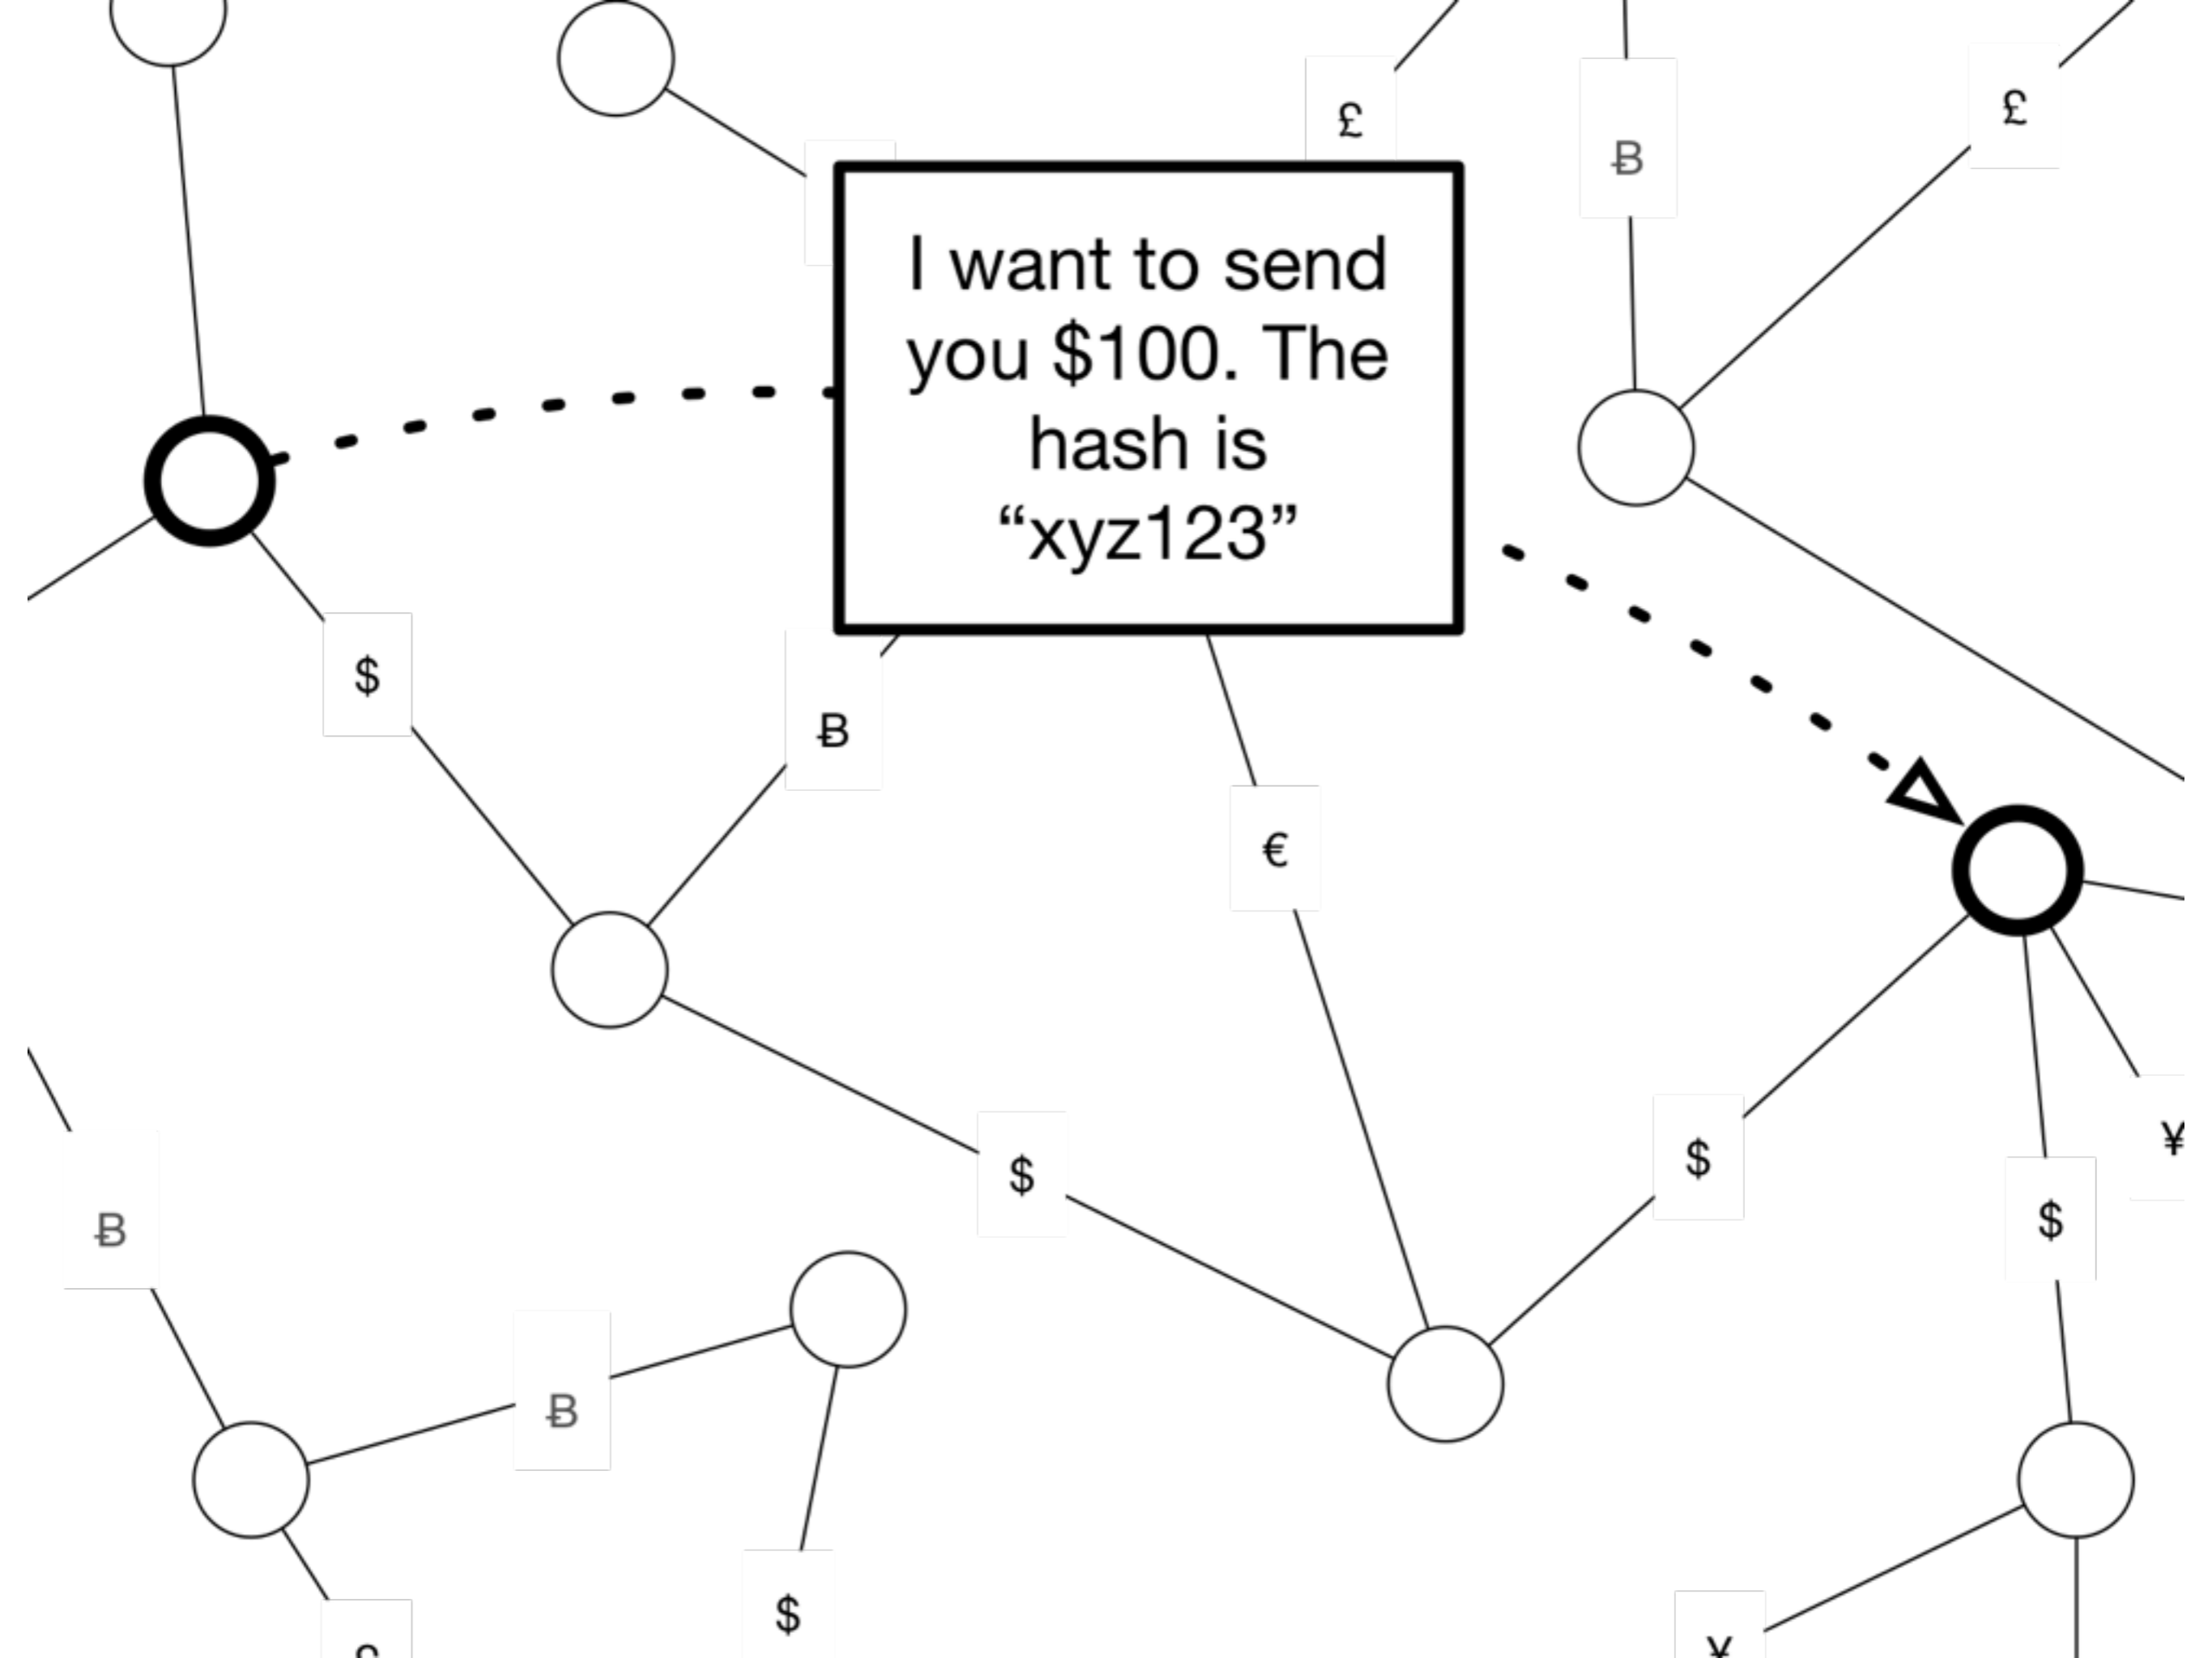 £
£
Ƀ
I want to send
you $100. The
hash is
“xyz123”
$
Ƀ
€
¥
$
$
$
Ƀ
Ƀ
$
¥